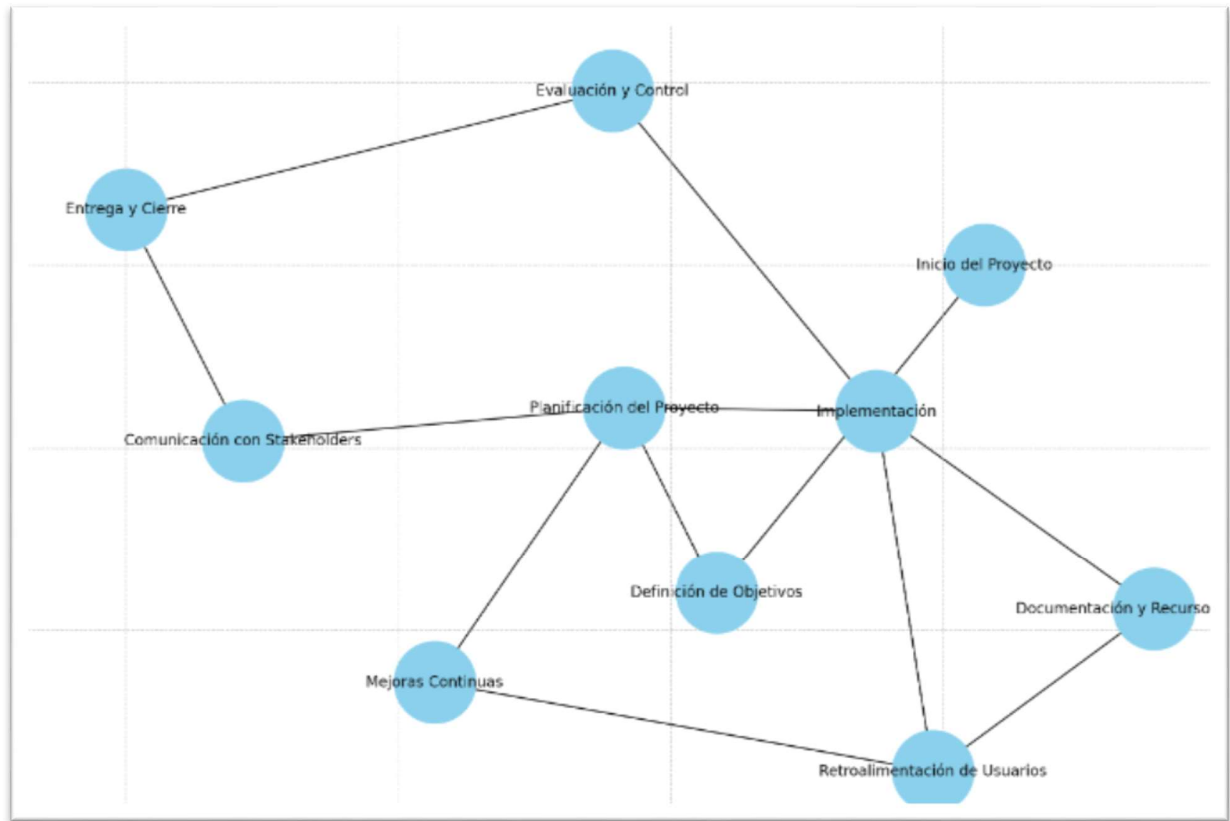 Evaluación y Control
Entrega y Cierre
Inicio del Proyecto
Planificación del Proyecto
Implementación
Comunicación con Stakeholders
Definición de Objetivos
Documentación y Recurso
Mejoras Continuas
Retroalimentación de Usuarios